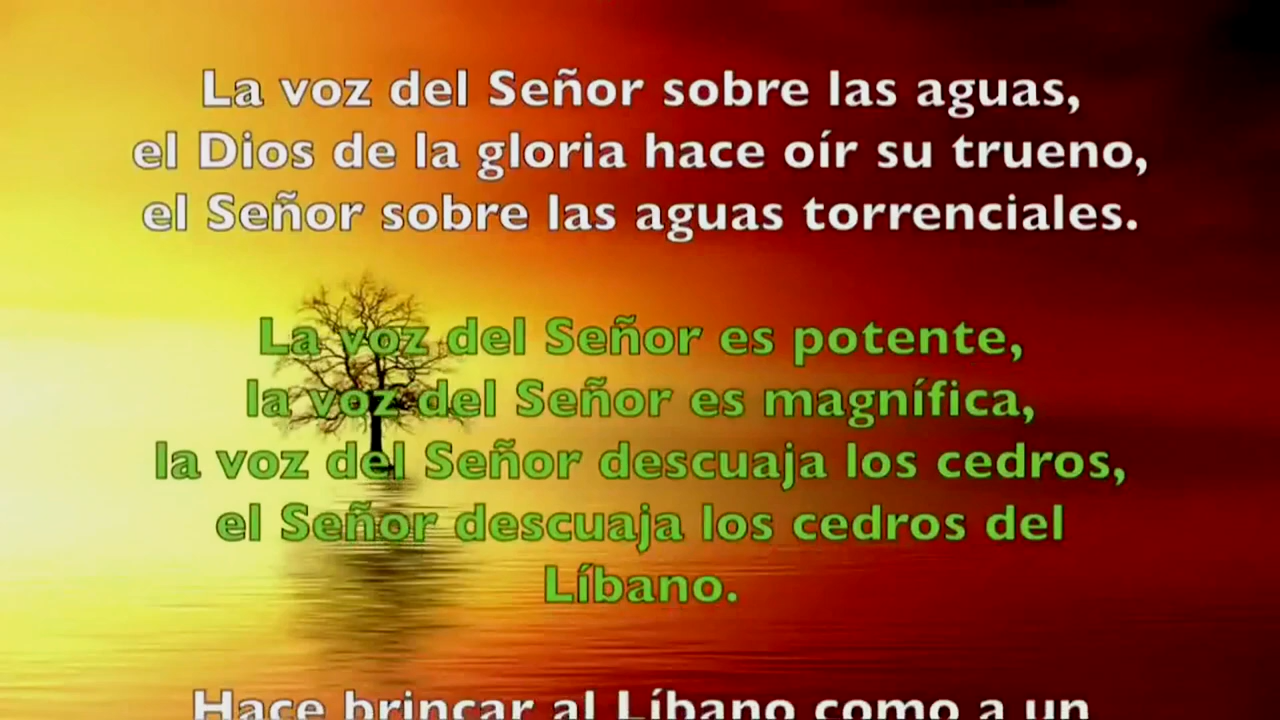 La voz del Señor sobre las aguas,
el Dios de la gloria hace oír su trueno,
el Señor sobre las aguas torrenciales.
La voz del Señor es potente,
la voz del Señor es magnífica,
la voz del Señor descuaja los cedros,
el Señor descuaja los cedros del
Líbano.
Hace brincar al Líbano como a un